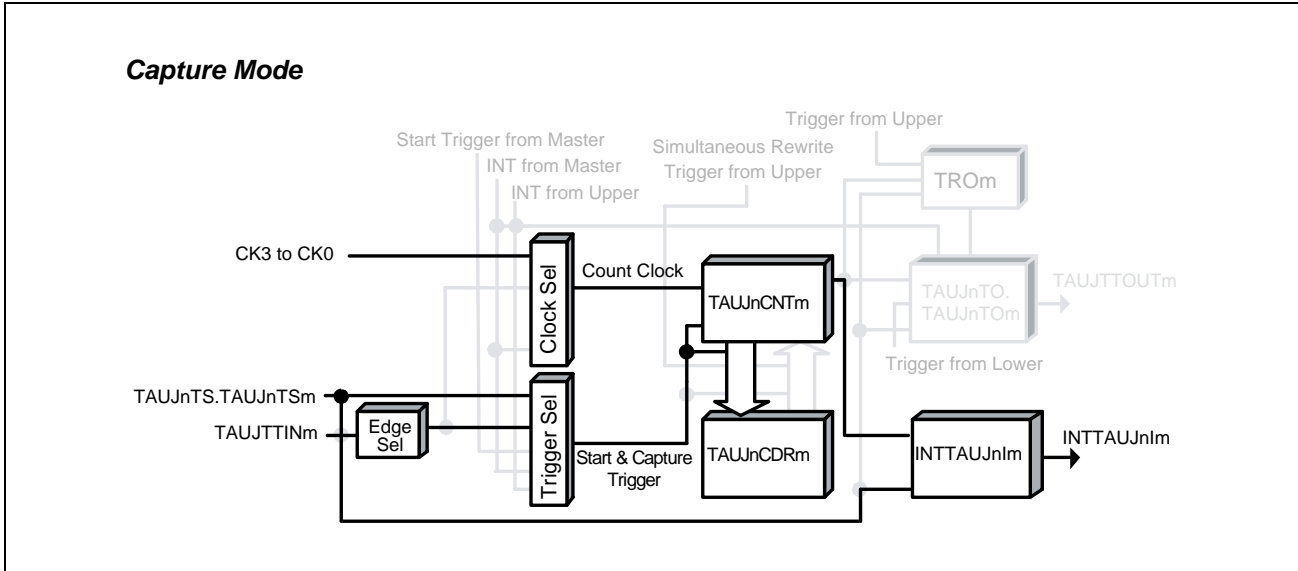 Capture Mode
Trigger from Upper
Start Trigger from Master
Simultaneous Rewrite
Trigger from Upper
INT from Master
INT from Upper
TROm
CK3 to CK0
Clock Sel
Count Clock
TAUJnCNTm
TAUJnTO.
TAUJnTOm
TAUJTTOUTm
Trigger from Lower
TAUJnTS.TAUJnTSm
TAUJTTINm
Edge
Sel
Trigger Sel
Start & Capture
Trigger
TAUJnCDRm
INTTAUJnIm
INTTAUJnIm